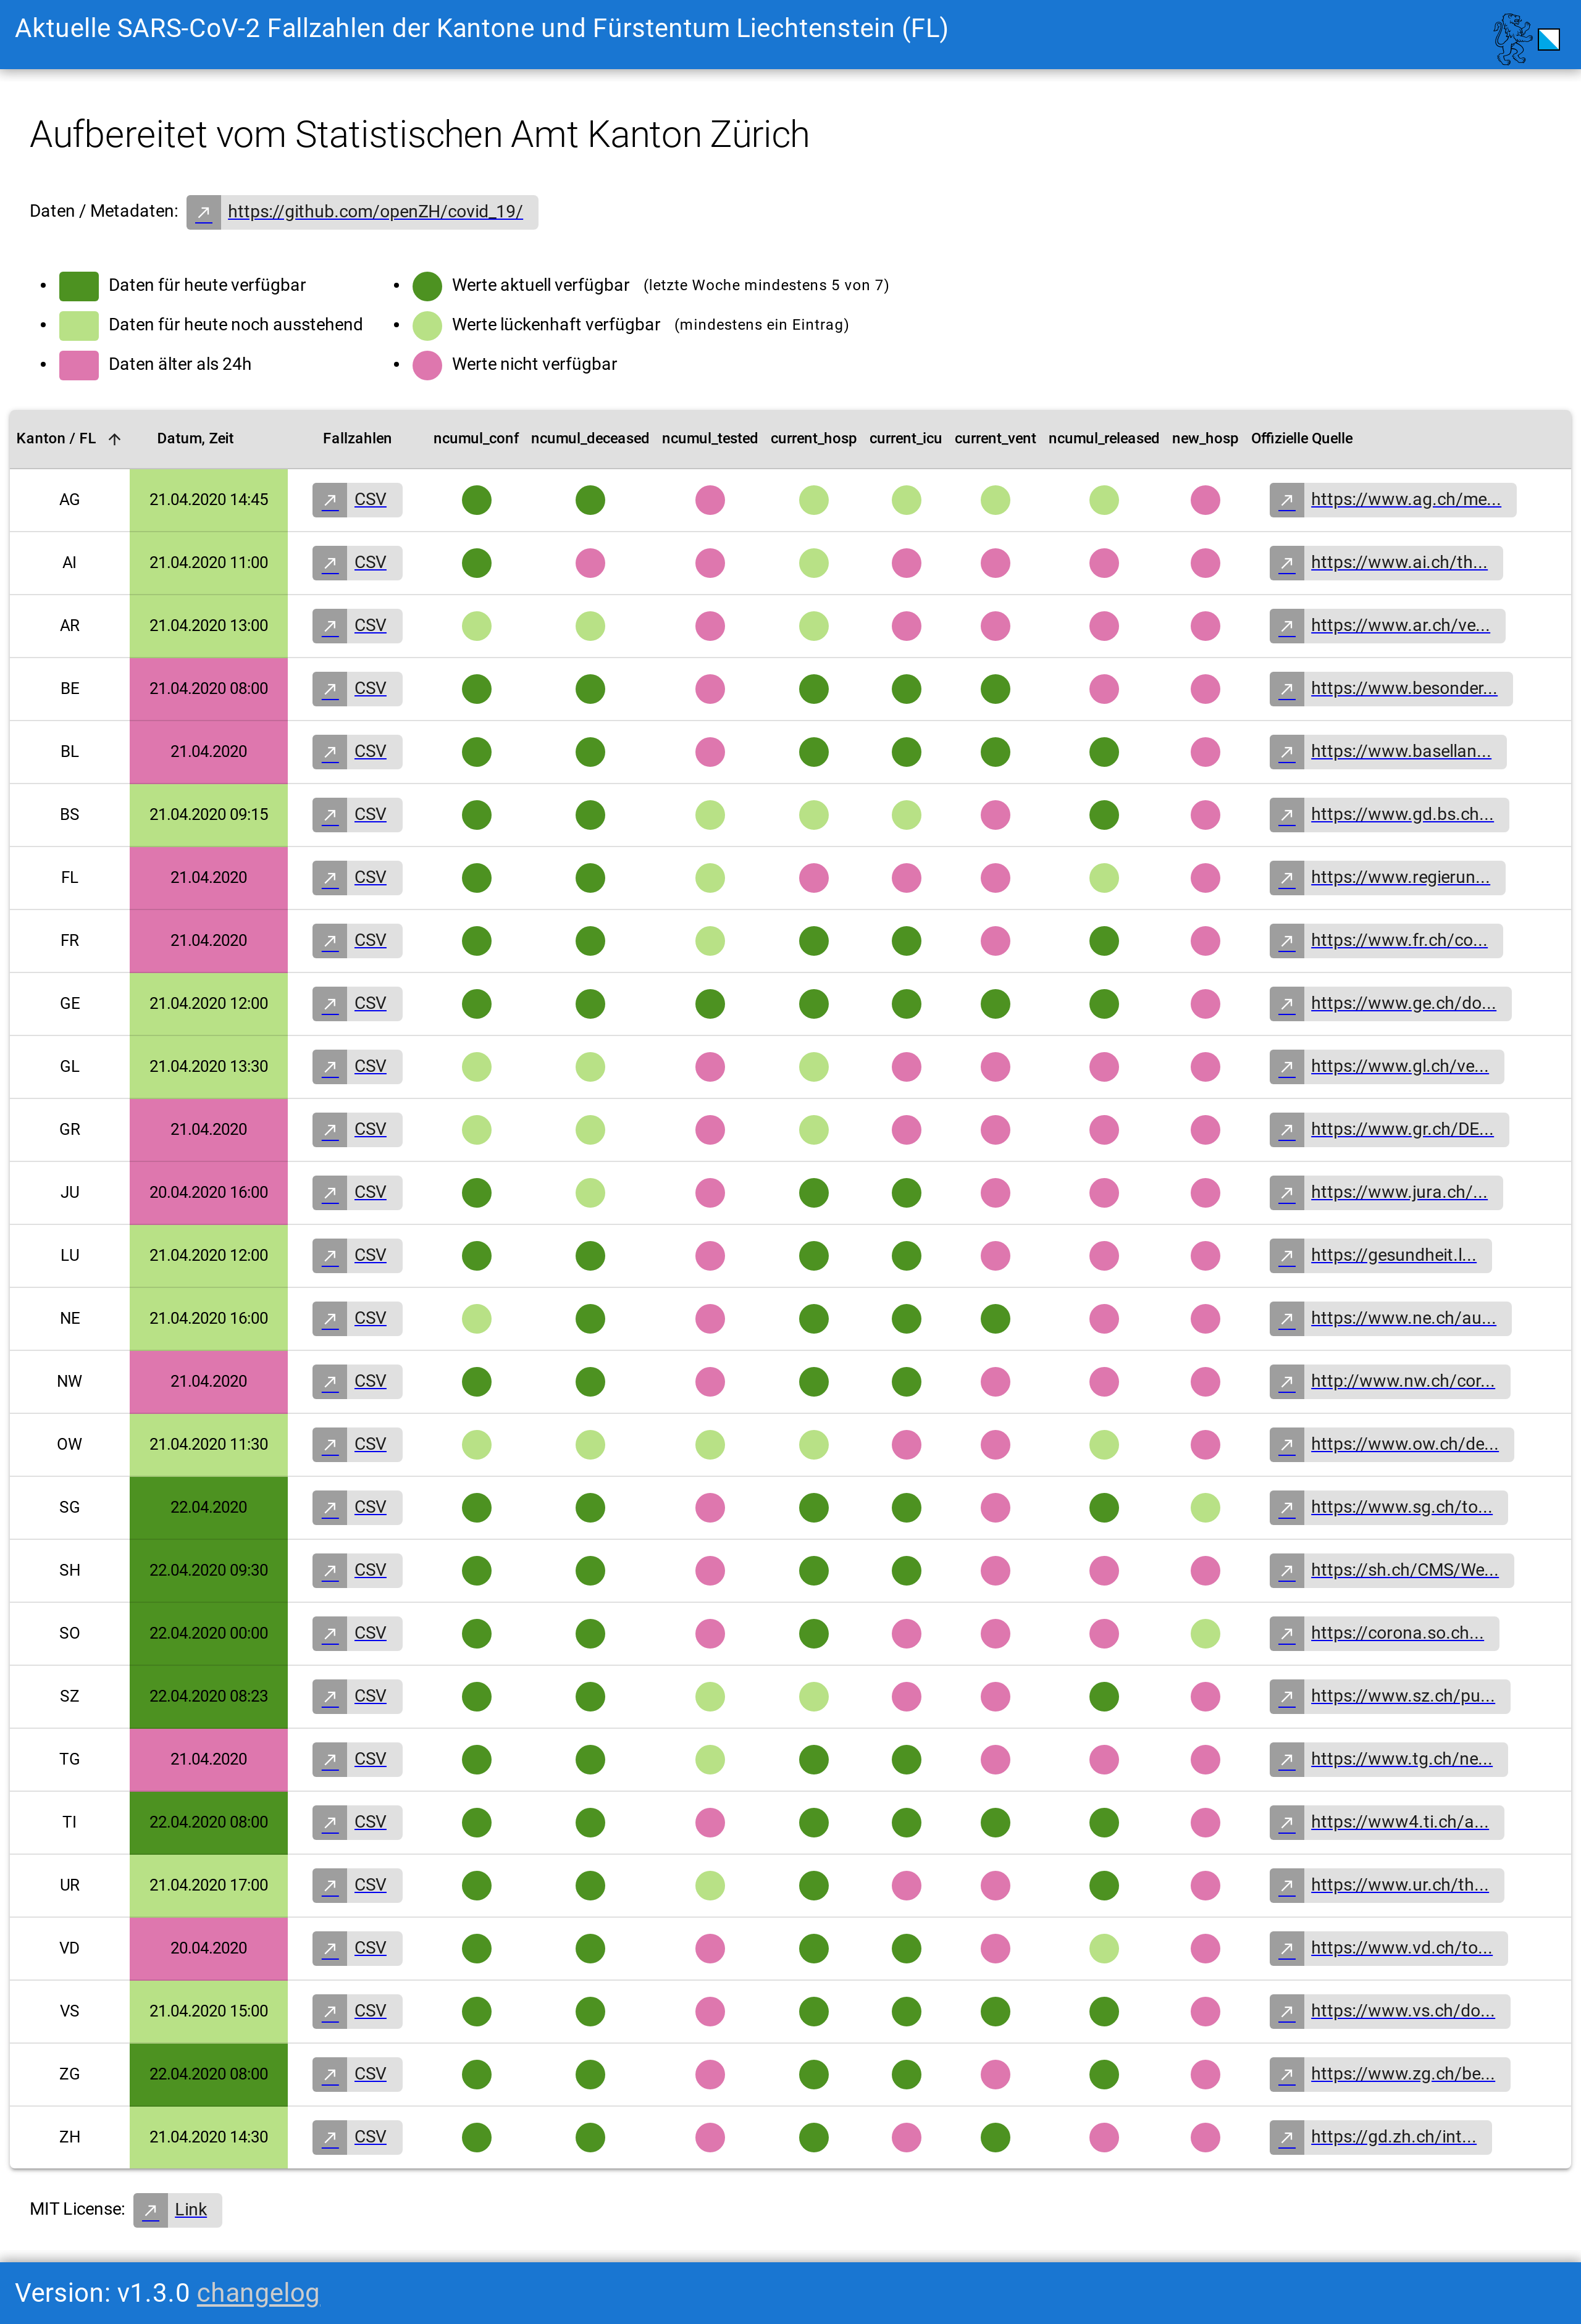 Aktuelle SARS-CoV-2 Fallzahlen der Kantone und Fürstentum Liechtenstein (FL)
Aufbereitet vom Statistischen Amt Kanton Zürich
Daten / Metadaten: https://github.com/openZH/covid_19/
Daten für heute verfügbar
Daten für heute noch ausstehend
Daten älter als 24h
Werte aktuell verfügbar (letzte Woche mindestens 5 von 7)
Werte lückenhaft verfügbar (mindestens ein Eintrag)
Werte nicht verfügbar
Kanton / FL Datum, Zeit Fallzahlen ncumul_conf ncumul_deceased ncumul_tested current_hosp current_icu current_vent ncumul_released new_hosp Offizielle Quelle
AG 21.04.2020 14:45 CSV https://www.ag.ch/me...
AI 21.04.2020 11:00 CSV https://www.ai.ch/th...
AR 21.04.2020 13:00 CSV https://www.ar.ch/ve...
BE 21.04.2020 08:00 CSV https://www.besonder...
BL 21.04.2020 CSV https://www.basellan...
BS 21.04.2020 09:15 CSV https://www.gd.bs.ch...
FL 21.04.2020 CSV https://www.regierun...
FR 21.04.2020 CSV https://www.fr.ch/co...
GE 21.04.2020 12:00 CSV https://www.ge.ch/do...
GL 21.04.2020 13:30 CSV https://www.gl.ch/ve...
GR 21.04.2020 CSV https://www.gr.ch/DE...
JU 20.04.2020 16:00 CSV https://www.jura.ch/...
LU 21.04.2020 12:00 CSV https://gesundheit.l...
NE 21.04.2020 16:00 CSV https://www.ne.ch/au...
NW 21.04.2020 CSV http://www.nw.ch/cor...
OW 21.04.2020 11:30 CSV https://www.ow.ch/de...
SG 22.04.2020 CSV https://www.sg.ch/to...
SH 22.04.2020 09:30 CSV https://sh.ch/CMS/We...
SO 22.04.2020 00:00 CSV https://corona.so.ch...
SZ 22.04.2020 08:23 CSV https://www.sz.ch/pu...
TG 21.04.2020 CSV https://www.tg.ch/ne...
TI 22.04.2020 08:00 CSV https://www4.ti.ch/a...
UR 21.04.2020 17:00 CSV https://www.ur.ch/th...
VD 20.04.2020 CSV https://www.vd.ch/to...
VS 21.04.2020 15:00 CSV https://www.vs.ch/do...
ZG 22.04.2020 08:00 CSV https://www.zg.ch/be...
ZH 21.04.2020 14:30 CSV https://gd.zh.ch/int...
MIT License: Link
Version: v1.3.0 changelog